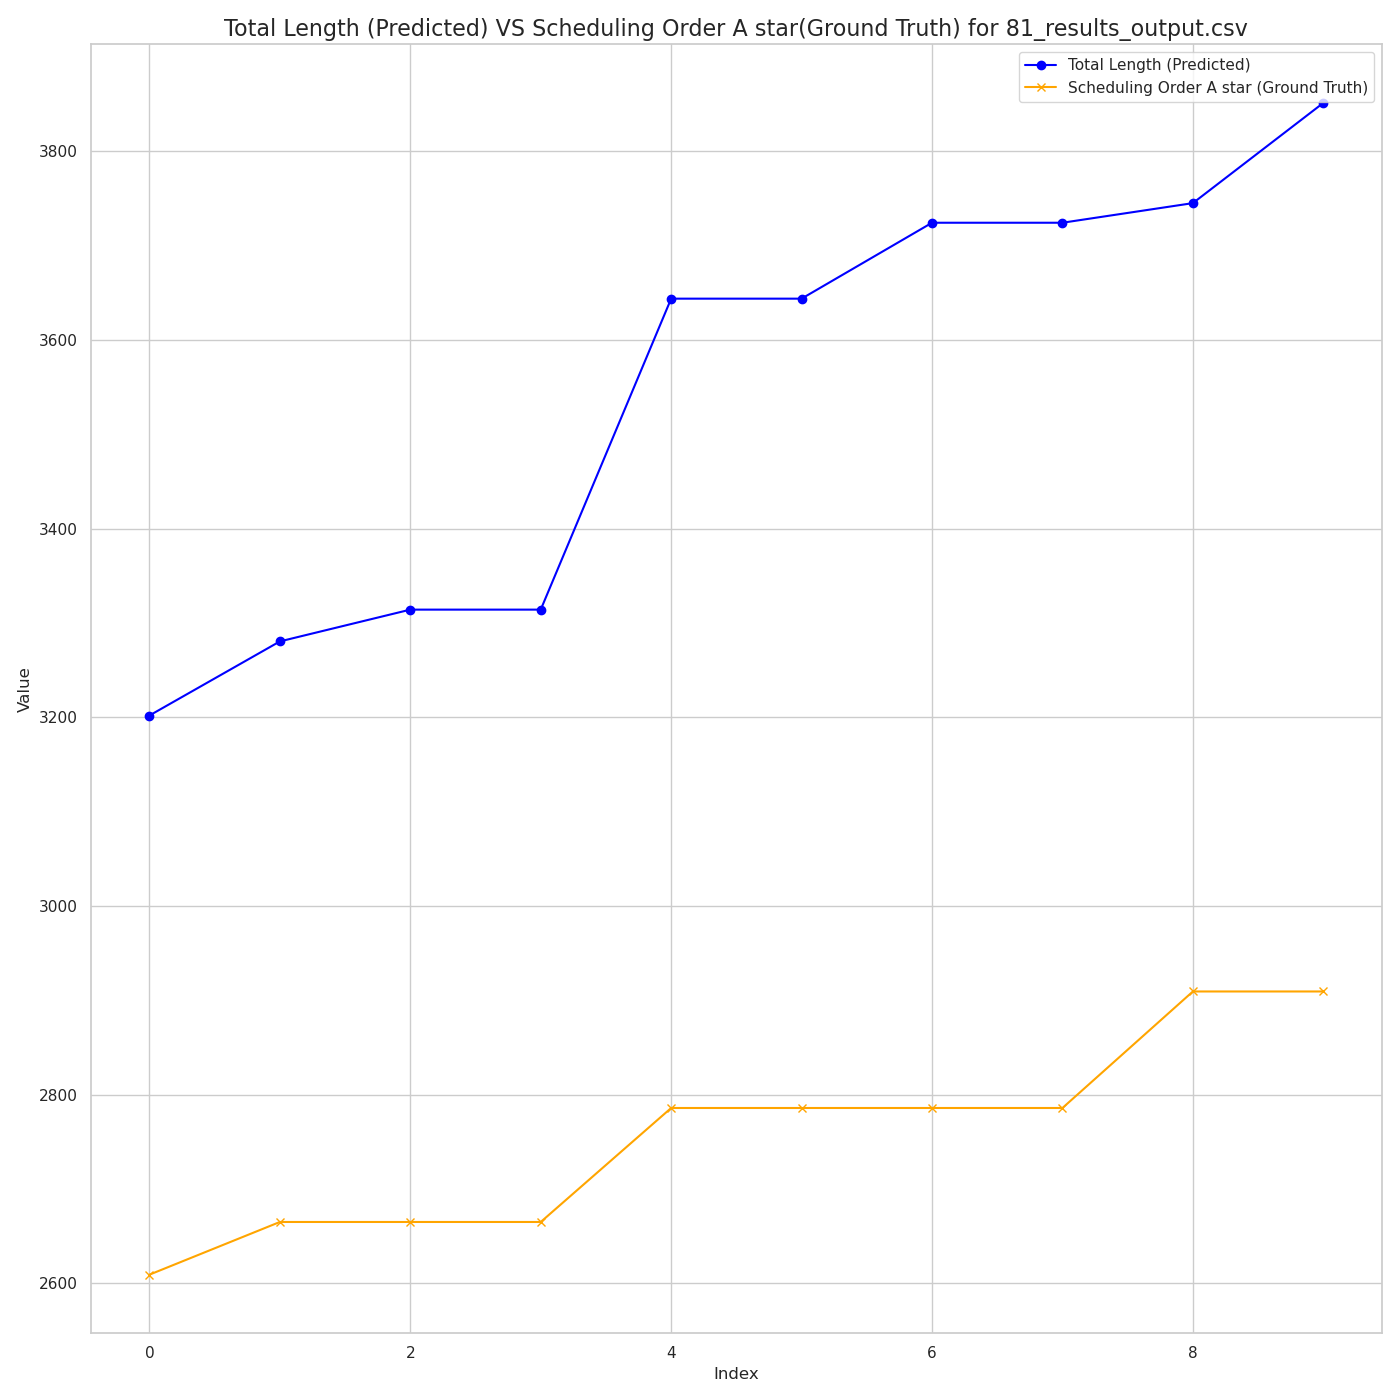 Total Length (Predicted) VS Scheduling Order A star(Ground Truth) for 81_results_output.csv
Total Length (Predicted)
Scheduling Order A star (Ground Truth)
3800
3600
3400
3200
3000
2800
2600
Value
0 2 4 6 8
Index